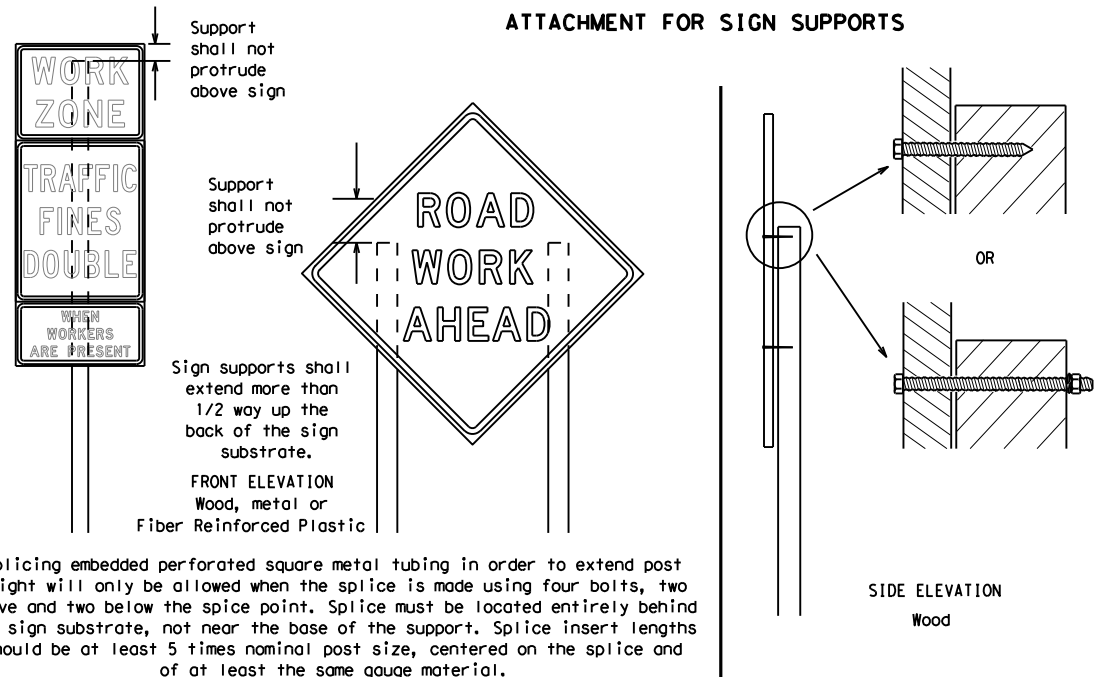 ATTACHMENT FOR SIGN SUPPORTS
Support
shall not
protrude
above sign
WORK
ZONE
TRAFFIC
FINES
DOUBLE
WHEN
WORKERS
ARE PRESENT
Support
shall not
protrude
above sign
ROAD
WORK
AHEAD
Sign supports shall
extend more than
1/2 way up the
back of the sign
substrate.
FRONT ELEVATION
Wood, metal or
Fiber Reinforced Plastic
plicing embedded perforated square metal tubing in order to extend post
ight will only be allowed when the splice is made using four bolts, two
ve and two below the spice point. Splice must be located entirely behind
sign substrate, not near the base of the support. Splice insert lengths
ould be at least 5 times nominal post size, centered on the splice and
of at least the same gauge material.
OR
SIDE ELEVATION
Wood